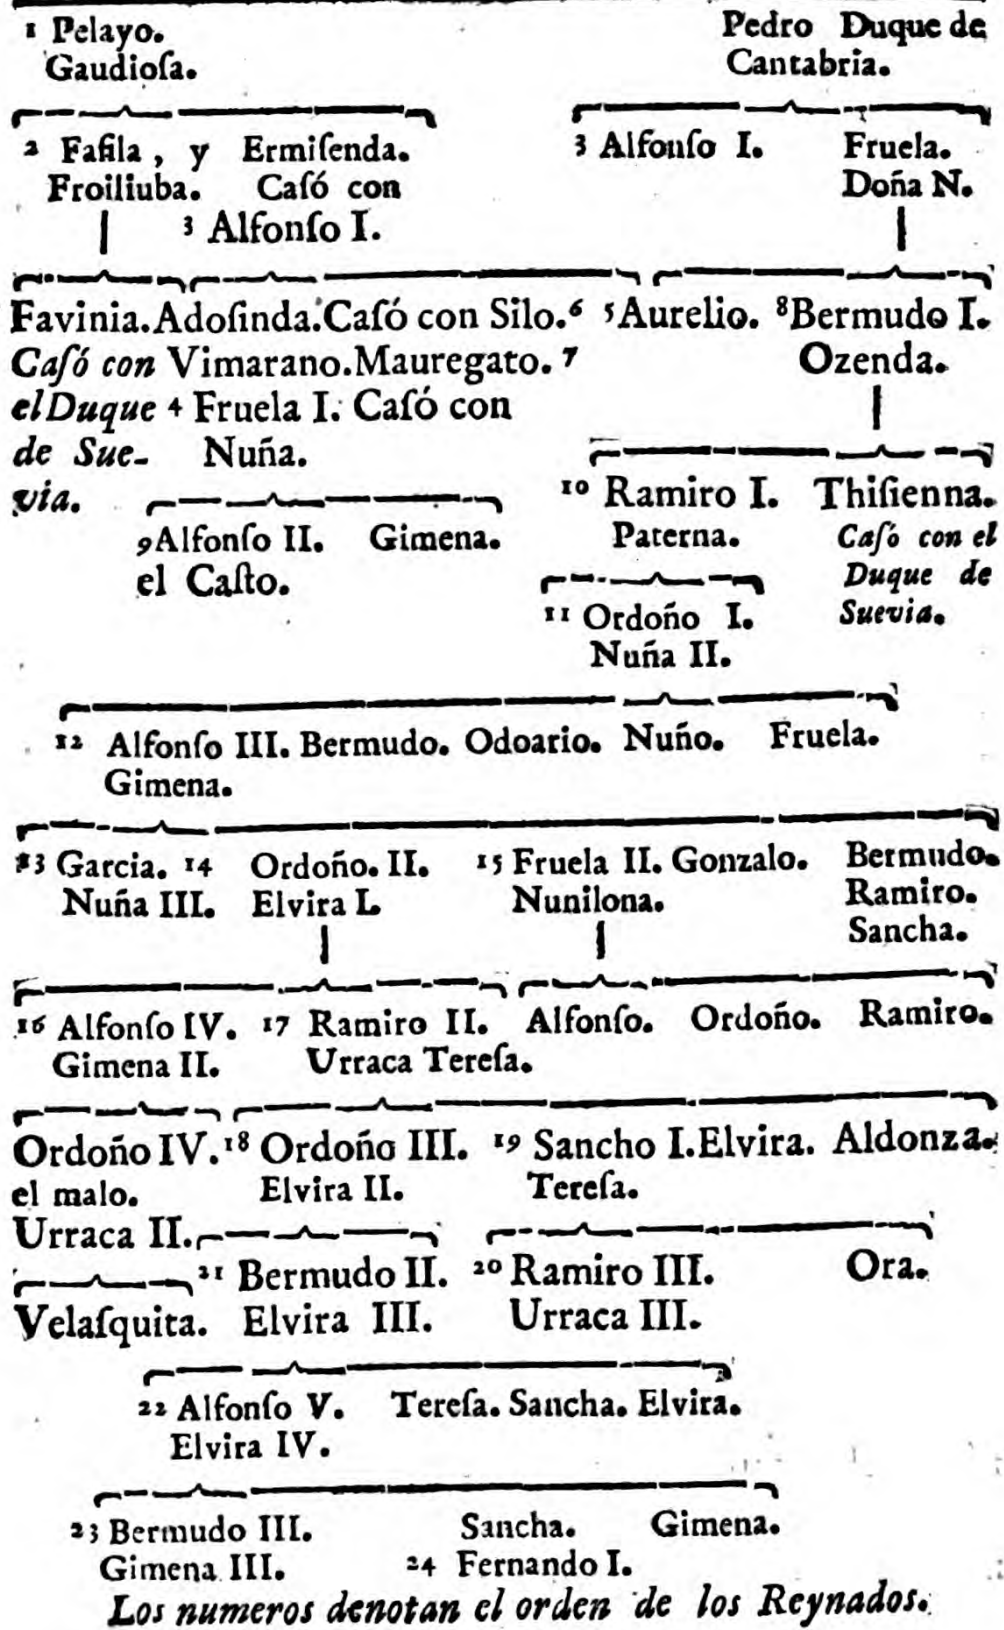 1 Pelayo. Pedro Duque de
Gaudioſa. Cantabria.
2 Fafila, y Ermiſenda. 3 Alfonſo I. Fruela.
Froiliuba. Caſó con Doña N.
3 Alfonſo I.
Favinia. Adoſinda. Caſó con Silo. 6 5 Aurelio. 8 Bermudo I.
Caſó con Vimarano. Mauregato. 7 Ozenda.
el Duque 4 Fruela I. Caſó con
de Sue- Nuña.
via. 10 Ramiro I. Thiſienna.
9 Alfonſo II. Gimena. Paterna. Caſó con el
el Caſto. Duque de
11 Ordoño I. Suevia.
Nuña II.
12 Alfonſo III. Bermudo. Odoario. Nuño. Fruela.
Gimena.
13 Garcia. 14 Ordoño. II. 15 Fruela II. Gonzalo. Bermudo.
Nuña III. Elvira I. Nunilona. Ramiro.
Sancha.
16 Alfonſo IV. 17 Ramiro II. Alfonſo. Ordoño. Ramiro.
Gimena II. Urraca Tereſa.
Ordoño IV. 18 Ordoño III. 19 Sancho I. Elvira. Aldonza.
el malo. Elvira II. Tereſa.
Urraca II.
21 Bermudo II. 20 Ramiro III. Ora.
Velaſquita. Elvira III. Urraca III.
22 Alfonſo V. Tereſa. Sancha. Elvira.
Elvira IV.
23 Bermudo III. Sancha. Gimena.
Gimena III. 24 Fernando I.
Los numeros denotan el orden de los Reynados.